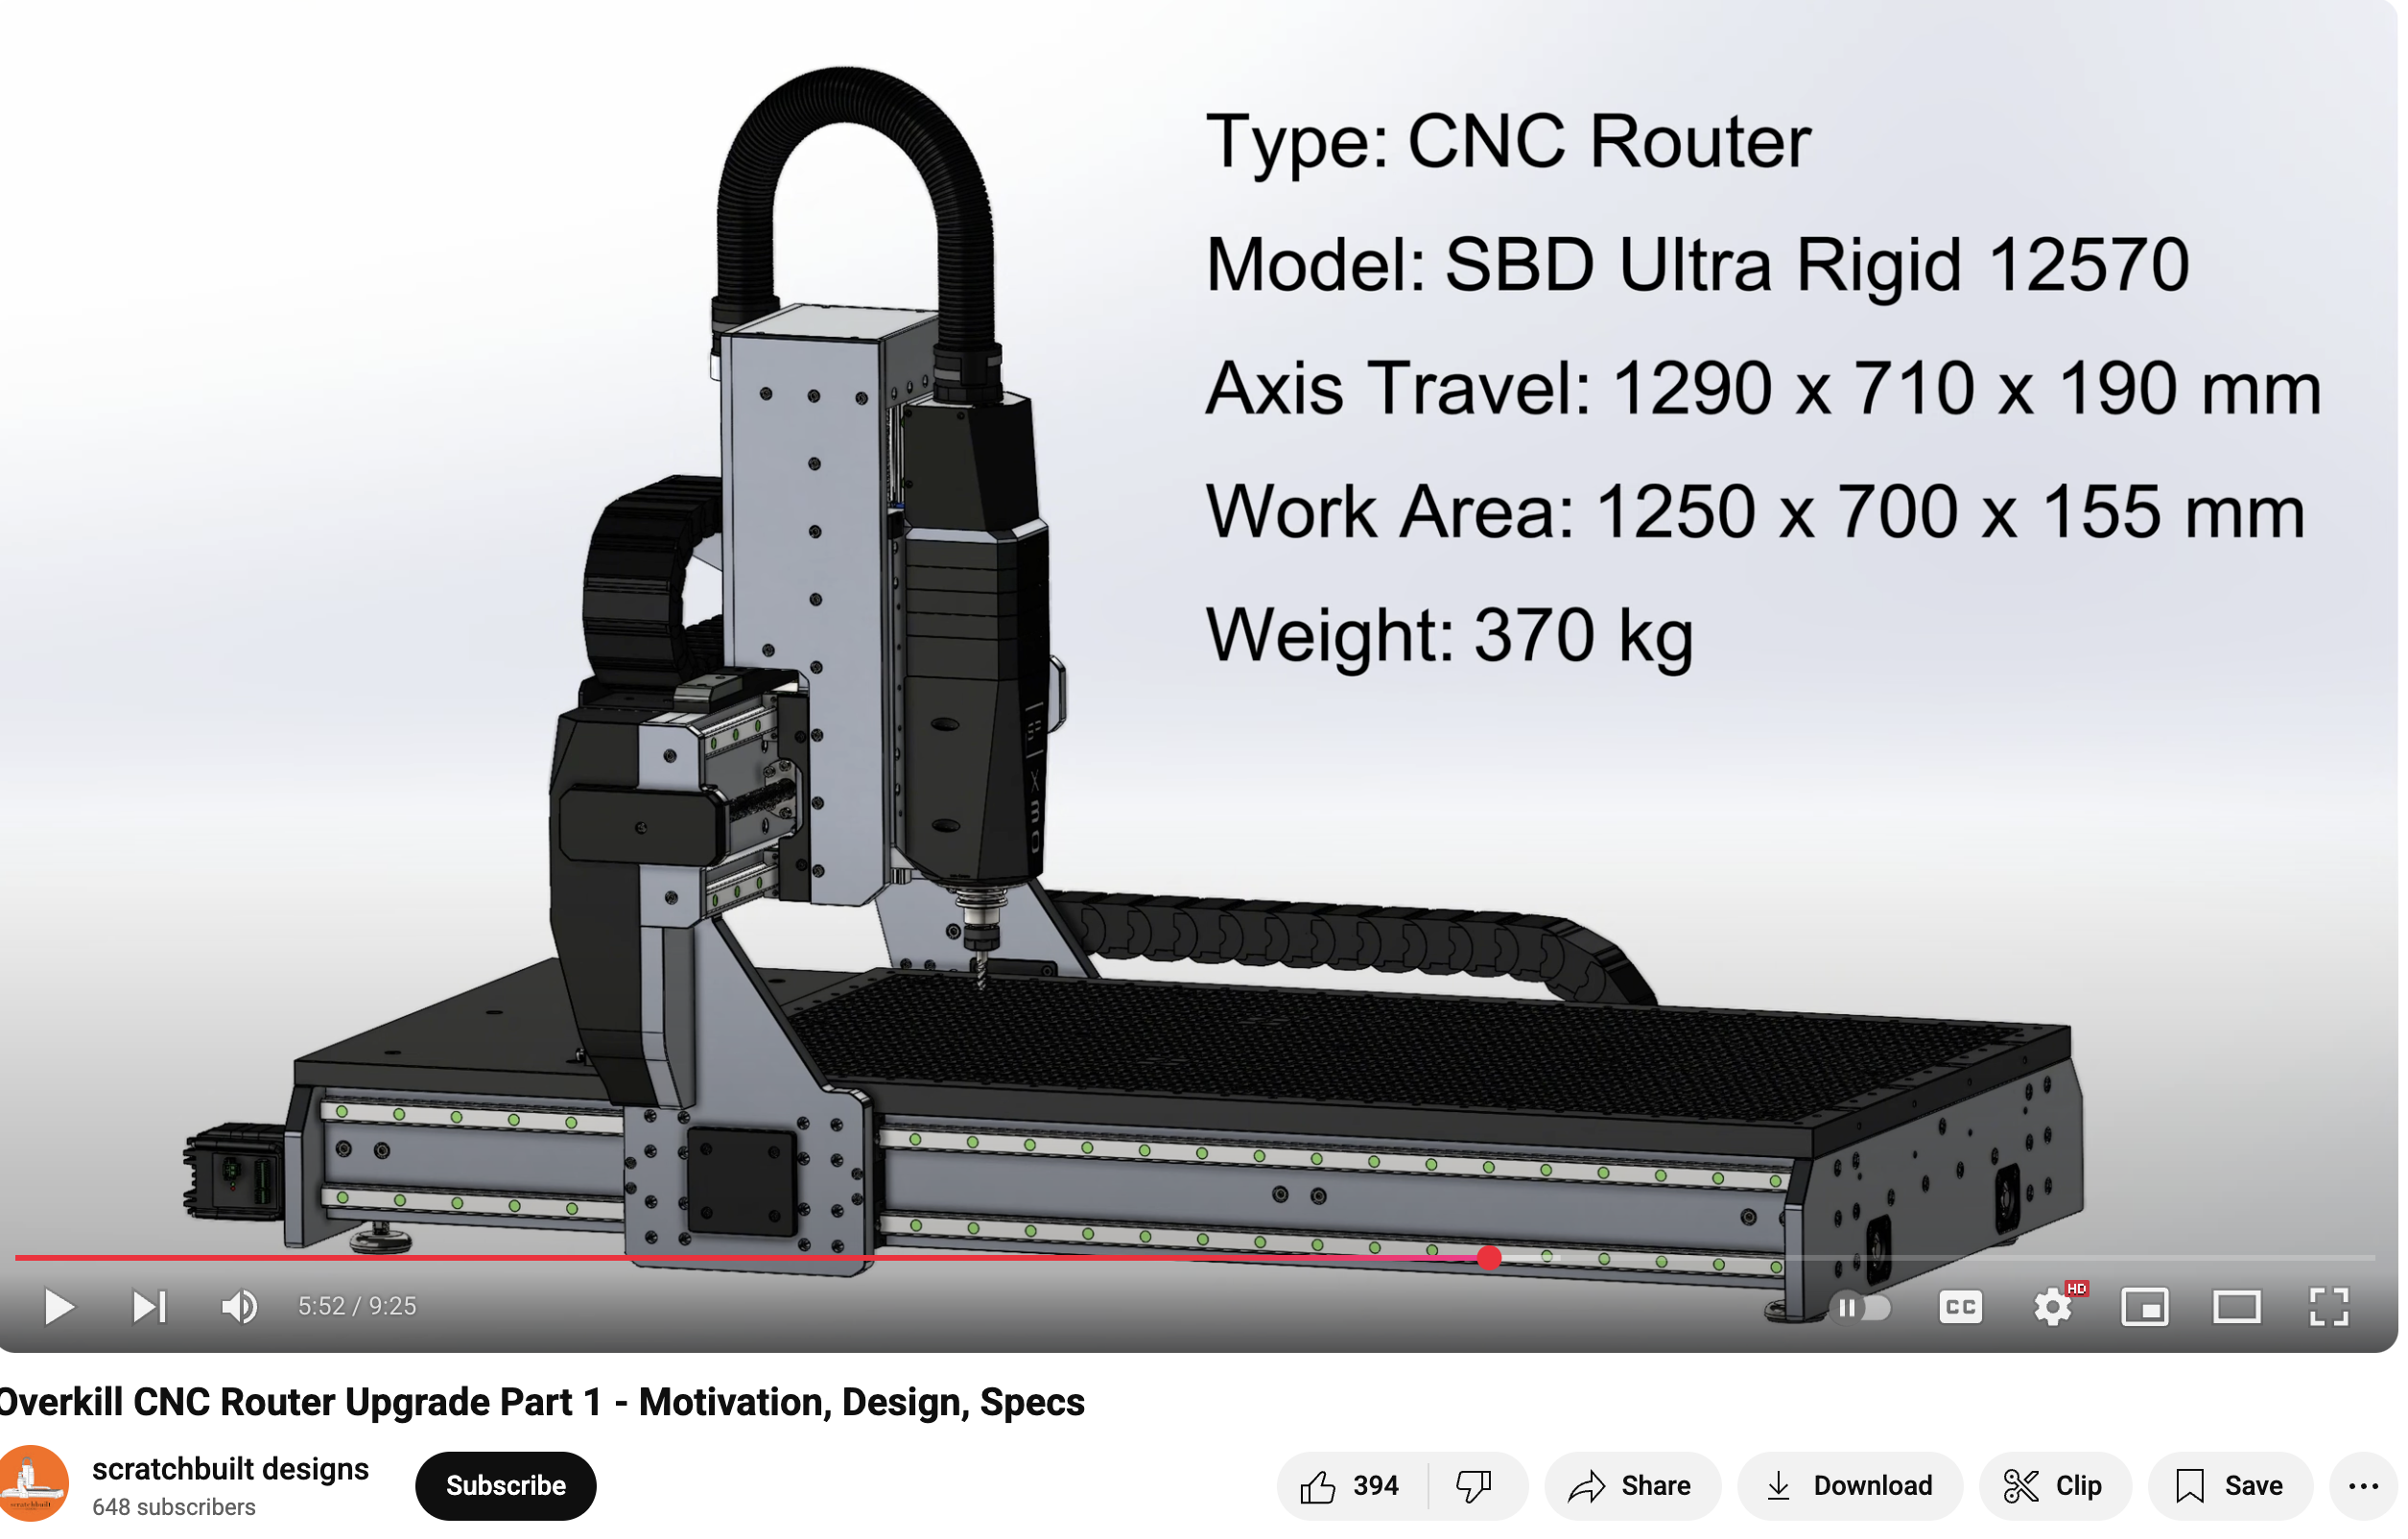 Type: CNC Router
Model: SBD Ultra Rigid 12570
Axis Travel: 1290 x 710 x 190 mm
Work Area: 1250 x 700 x 155 mm
Weight: 370 kg
5:52 / 9:25
CC
HD
Overkill CNC Router Upgrade Part 1 - Motivation, Design, Specs
scratchbuilt designs
648 subscribers
Subscribe
394
Share
Download
Clip
Save